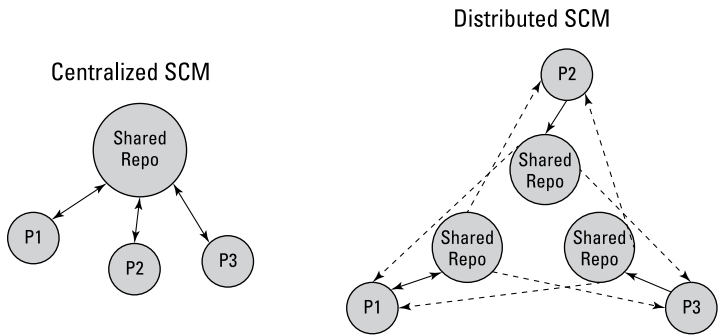 Centralized SCM
Shared
Repo
P1
P2
P3
Distributed SCM
P2
Shared
Repo
Shared
Repo
Shared
Repo
P1
P3